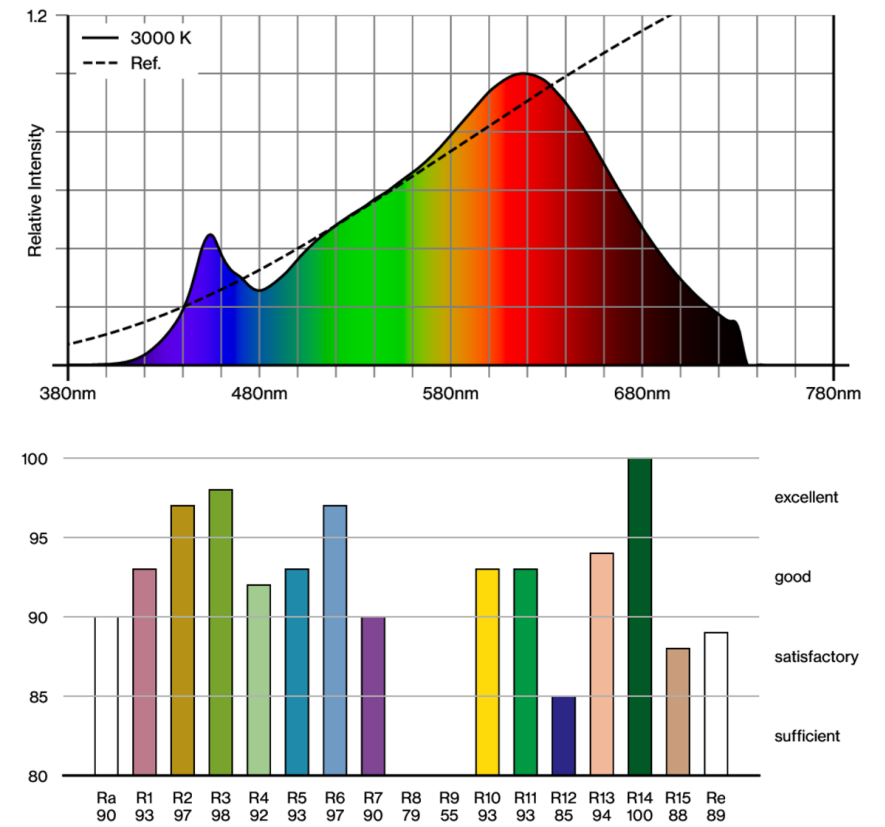 1.2
3000 K
Ref.
Relative Intensity
380nm 480nm 580nm 680nm 780nm
100
excellent
95
good
90
satisfactory
85
sufficient
80
Ra R1 R2 R3 R4 R5 R6 R7 R8 R9 R10 R11 R12 R13 R14 R15 Re
90 93 97 98 92 93 97 90 79 55 93 93 85 94 100 88 89